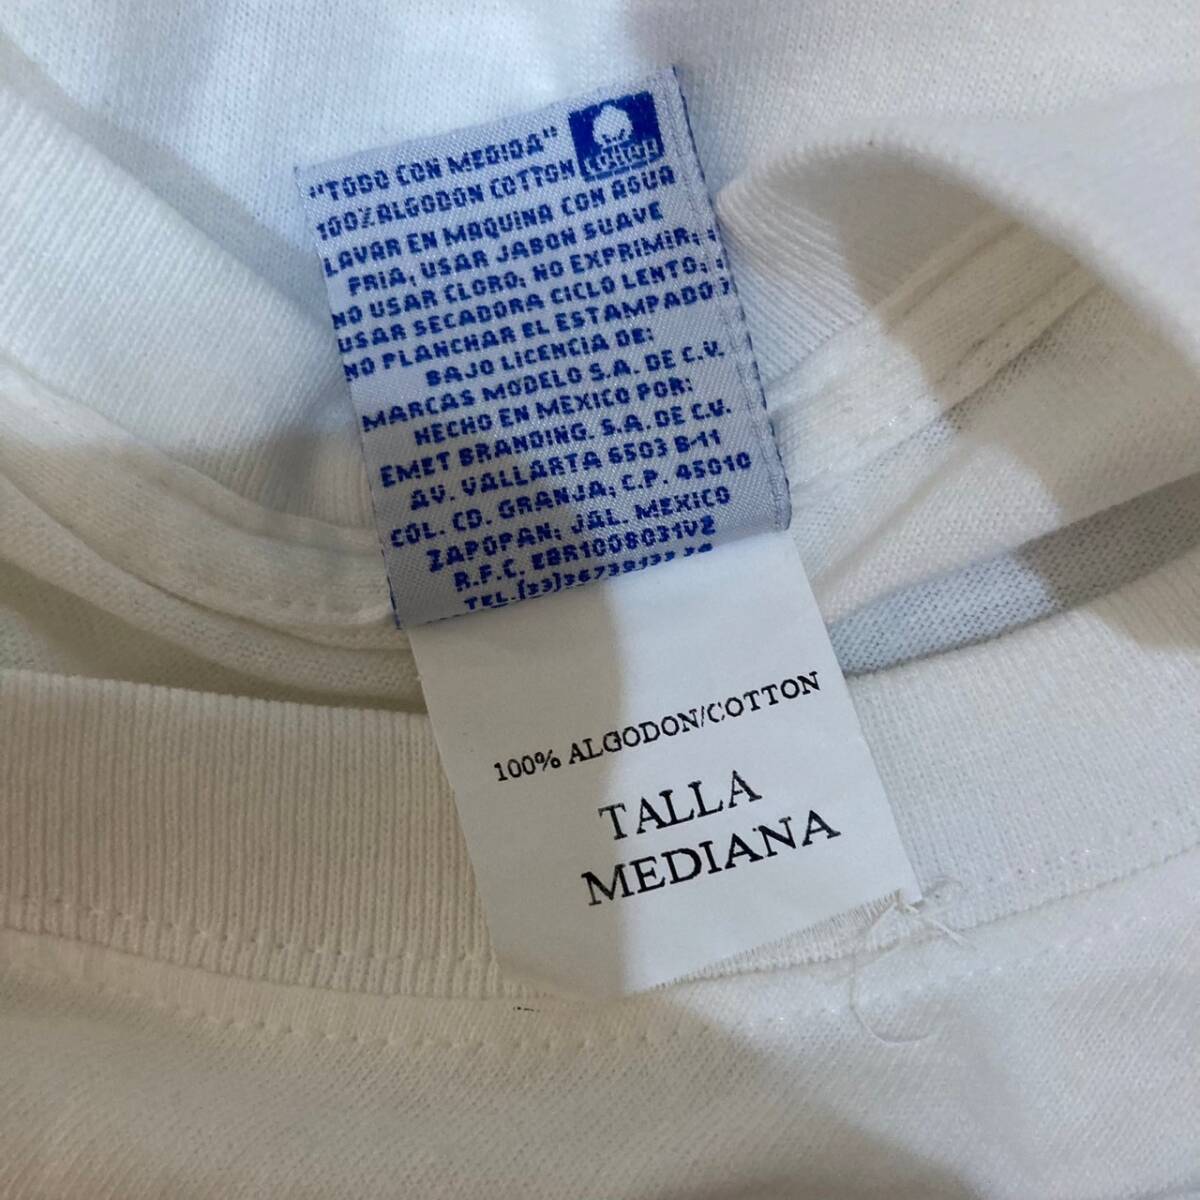 "TODO CON MEDIDA"
COTTON
100%ALGODON COTTON
LAVAR EN MAQUINA CON AGUA
FRIA; USAR JABON SUAVE
NO USAR CLORO; NO EXPRIMIR;
USAR SECADORA CICLO LENTO;
NO PLANCHAR EL ESTAMPADO
BAJO LICENCIA DE:
MARCAS MODELO S.A. DE C.V.
HECHO EN MEXICO POR:
EMET BRANDING. S.A. DE C.V.
AV. VALLARTA 6503 B-11
COL. CD. GRANJA; C.P. 45010
ZAPOPAN; JAL. MEXICO
R.F.C. EBR1008031V2
TEL.
100% ALGODON/COTTON
TALLA
MEDIANA